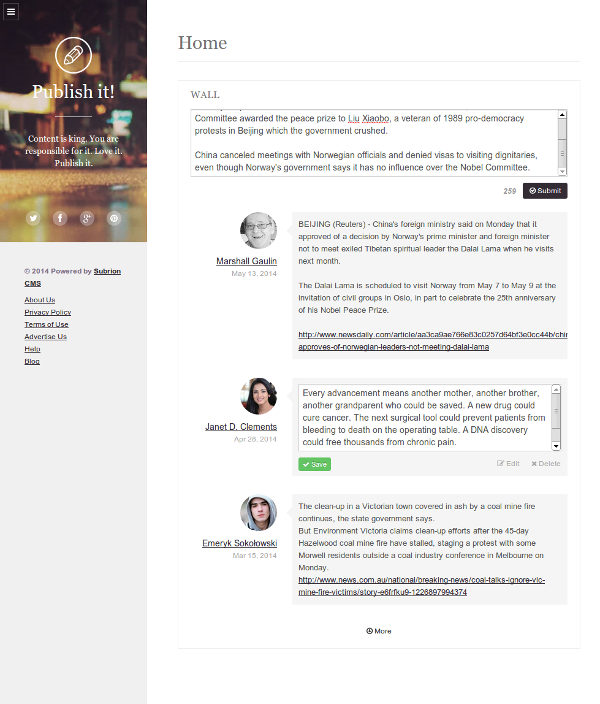 Publish it!
Content is king. You are
responsible for it. Love it.
Publish it.
© 2014 Powered by Subrion
CMS
About Us
Privacy Policy
Terms of Use
Advertise Us
Help
Blog
Home
WALL
Committee awarded the peace prize to Liu Xiaobo, a veteran of 1989 pro-democracy
protests in Beijing which the government crushed.
China canceled meetings with Norwegian officials and denied visas to visiting dignitaries,
even though Norway's government says it has no influence over the Nobel Committee.
259 Submit
Marshall Gaulin
May 13, 2014
BEIJING (Reuters) - China's foreign ministry said on Monday that it
approved of a decision by Norway's prime minister and foreign minister
not to meet exiled Tibetan spiritual leader the Dalai Lama when he visits
next month.
The Dalai Lama is scheduled to visit Norway from May 7 to May 9 at the
invitation of civil groups in Oslo, in part to celebrate the 25th anniversary
of his Nobel Peace Prize.
http://www.newsdaily.com/article/aa3ca9ae766e83c0257d64bf3e0cc44b/chin
approves-of-norwegian-leaders-not-meeting-dalai-lama
Janet D. Clements
Apr 26, 2014
Every advancement means another mother, another brother,
another grandparent who could be saved. A new drug could
cure cancer. The next surgical tool could prevent patients from
bleeding to death on the operating table. A DNA discovery
could free thousands from chronic pain.
Save Edit Delete
Emeryk Sokołowski
Mar 15, 2014
The clean-up in a Victorian town covered in ash by a coal mine fire
continues, the state government says.
But Environment Victoria claims clean-up efforts after the 45-day
Hazelwood coal mine fire have stalled, staging a protest with some
Morwell residents outside a coal industry conference in Melbourne on
Monday.
http://www.news.com.au/national/breaking-news/coal-talks-ignore-vic-
mine-fire-victims/story-e6frfku9-1226897994374
More